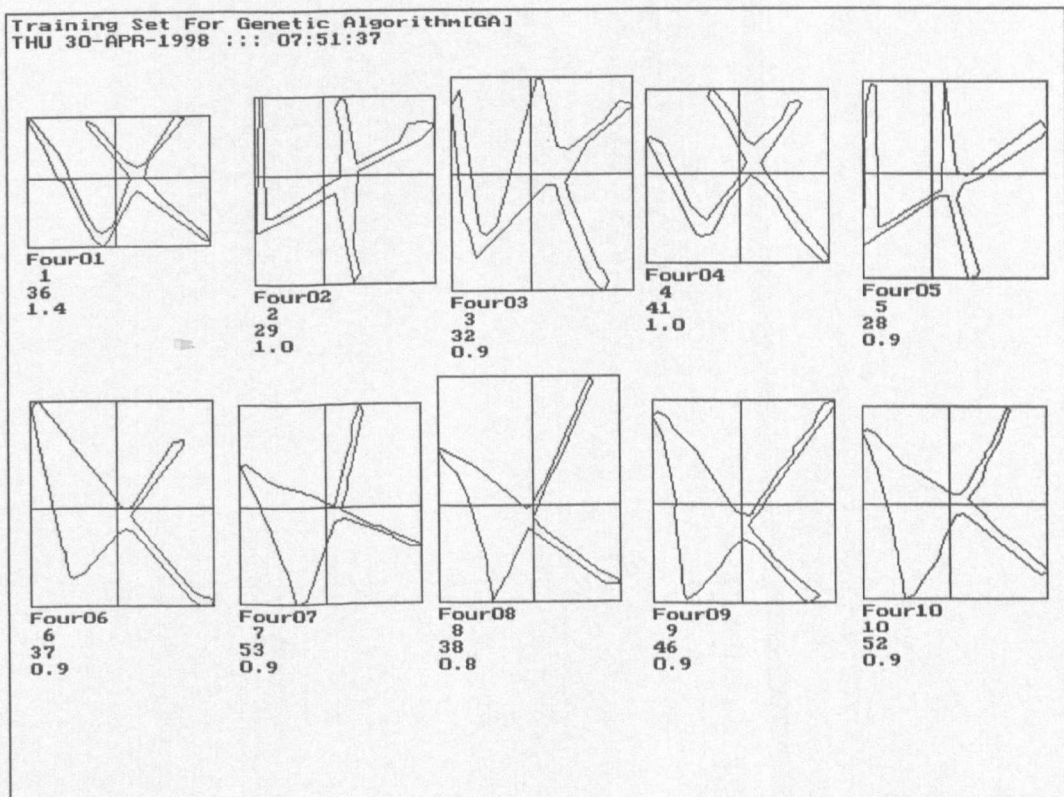 Training Set For Genetic Algorithm[GA]
THU 30-APR-1998 ::: 07:51:37
Four01
1
36
1.4
Four02
2
29
1.0
Four03
3
32
0.9
Four04
4
41
1.0
Four05
5
28
0.9
Four06
6
37
0.9
Four07
7
53
0.9
Four08
8
38
0.8
Four09
9
46
0.9
Four10
10
52
0.9